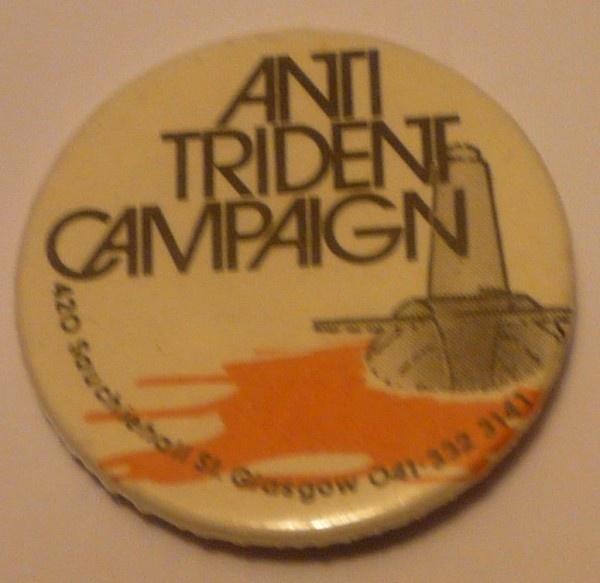 ANTI
TRIDENT
CAMPAIGN
420 Sauchiehall St. Glasgow 041-332 3141